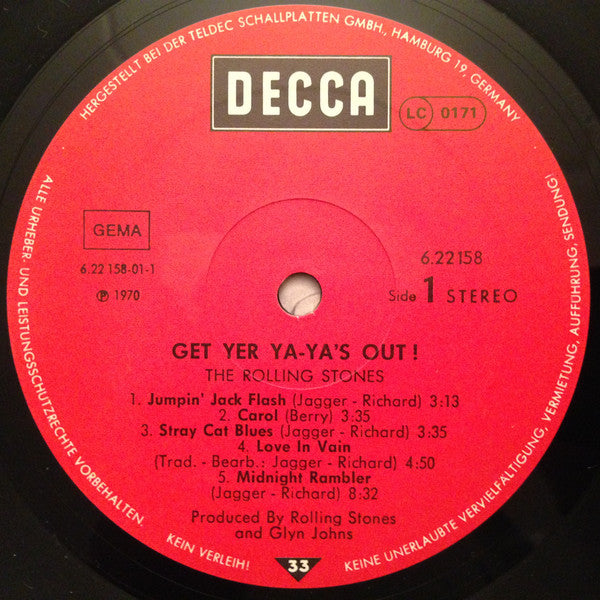 HERGESTELLT BEI DER TELDEC SCHALLPLATTEN GMBH, HAMBURG 19, GERMANY
DECCA
LC 0171
GEMA
6.22 158-01-1
℗ 1970
6.22158
Side 1 STEREO
GET YER YA-YA'S OUT!
THE ROLLING STONES
1. Jumpin' Jack Flash (Jagger - Richard) 3:13
2. Carol (Berry) 3:35
3. Stray Cat Blues (Jagger - Richard) 3:35
4. Love In Vain
(Trad. - Bearb.: Jagger - Richard) 4:50
5. Midnight Rambler
(Jagger - Richard) 8:32
Produced By Rolling Stones
and Glyn Johns
33
ALLE URHEBER- UND LEISTUNGSSCHUTZRECHTE VORBEHALTEN.
KEIN VERLEIH!
KEINE UNERLAUBTE VERVIELFÄLTIGUNG, VERMIETUNG, AUFFÜHRUNG, SENDUNG!